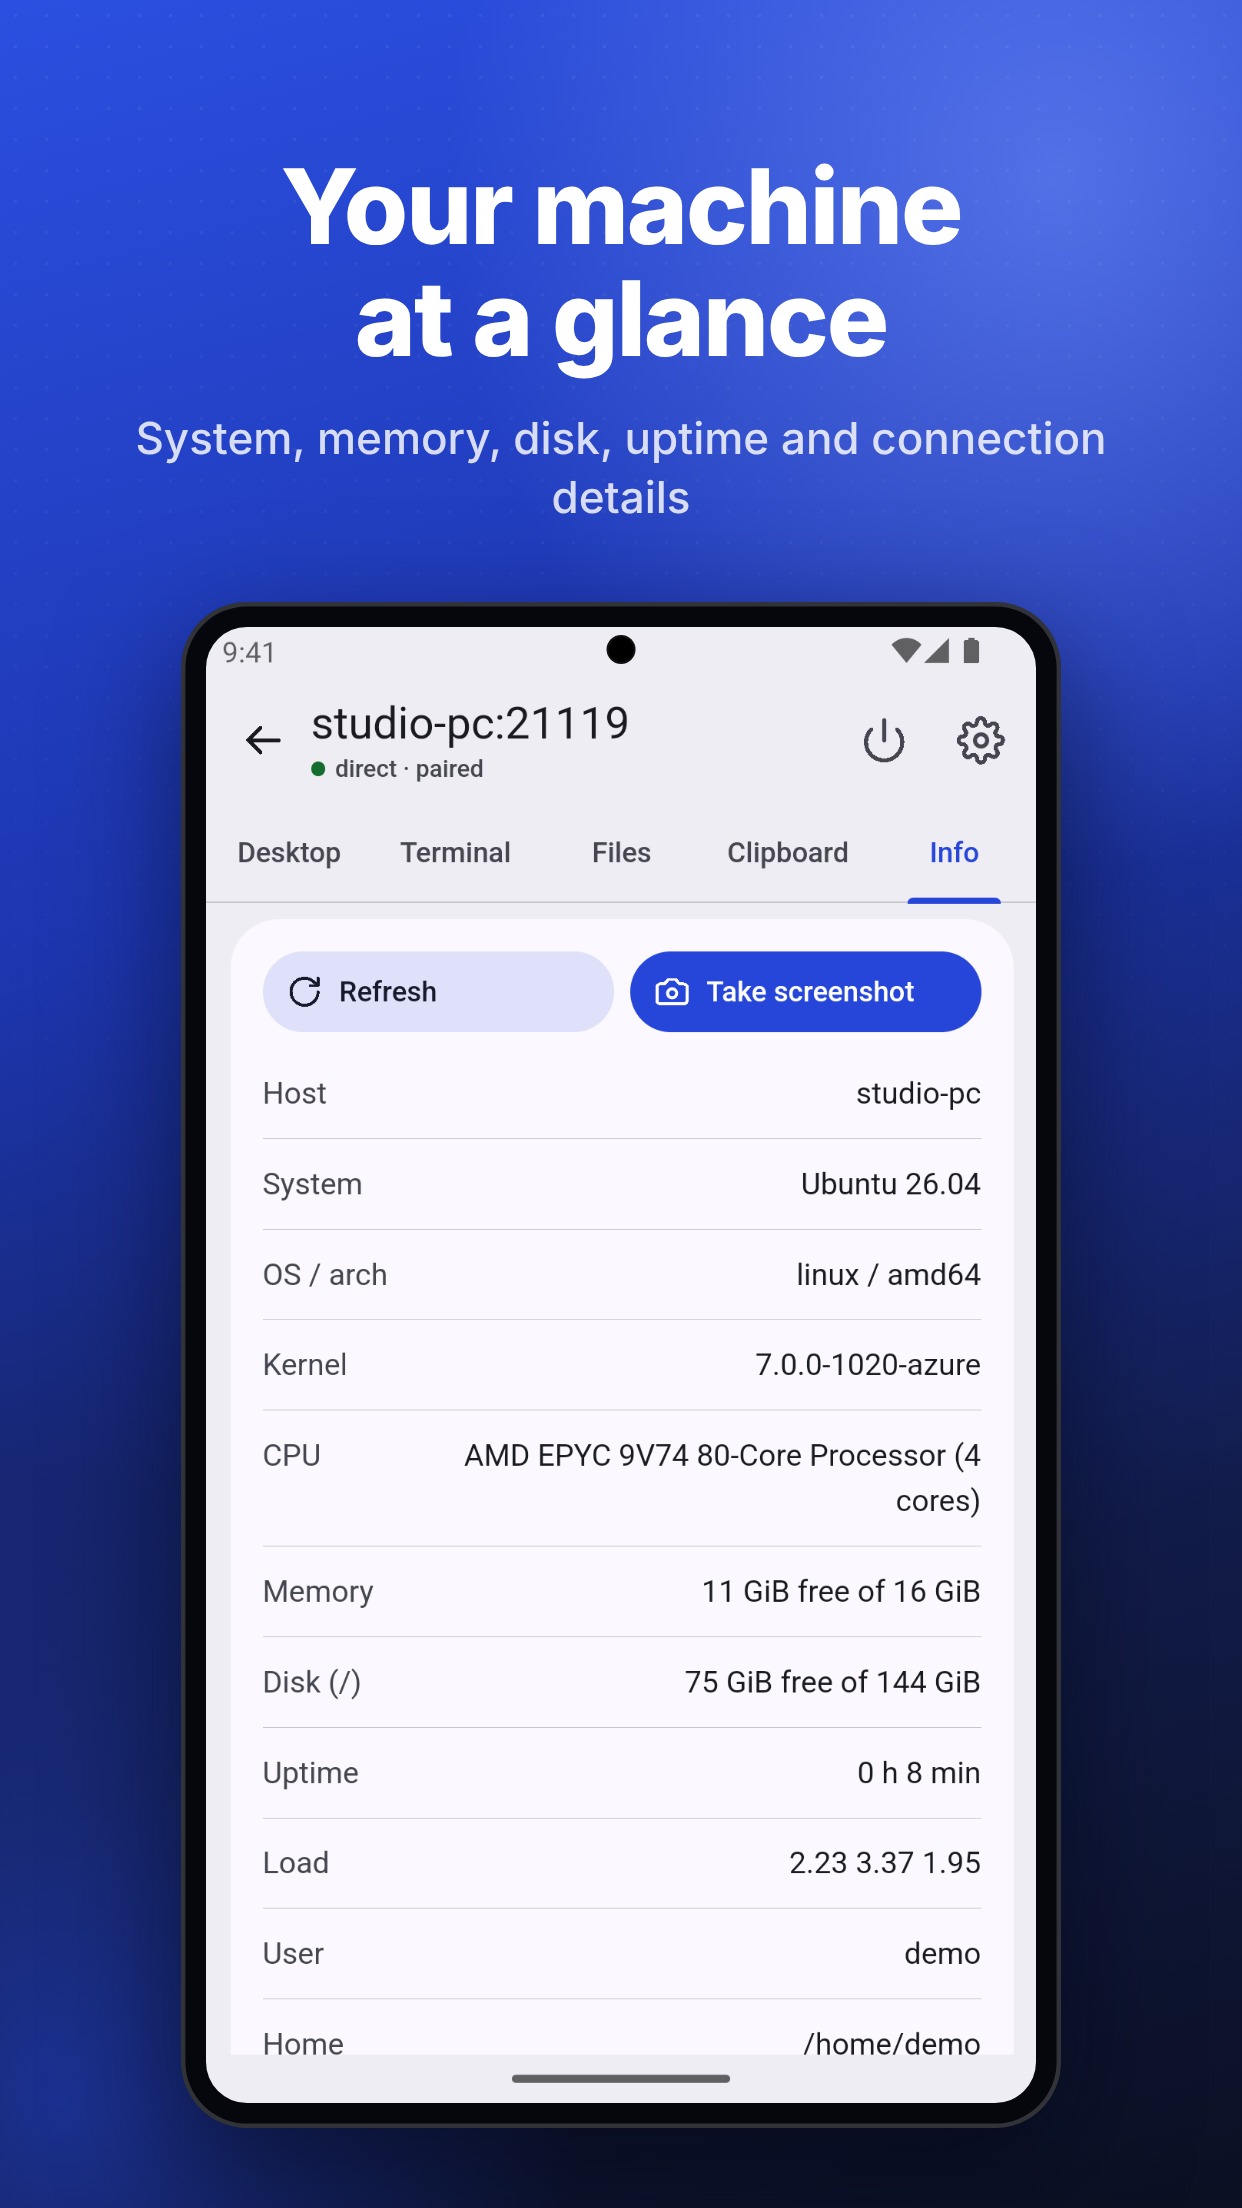 Your machine
at a glance
System, memory, disk, uptime and connection
details
9:41
studio-pc:21119
direct · paired
Desktop Terminal Files Clipboard Info
Refresh Take screenshot
Host studio-pc
System Ubuntu 26.04
OS / arch linux / amd64
Kernel 7.0.0-1020-azure
CPU AMD EPYC 9V74 80-Core Processor (4
cores)
Memory 11 GiB free of 16 GiB
Disk (/) 75 GiB free of 144 GiB
Uptime 0 h 8 min
Load 2.23 3.37 1.95
User demo
Home /home/demo